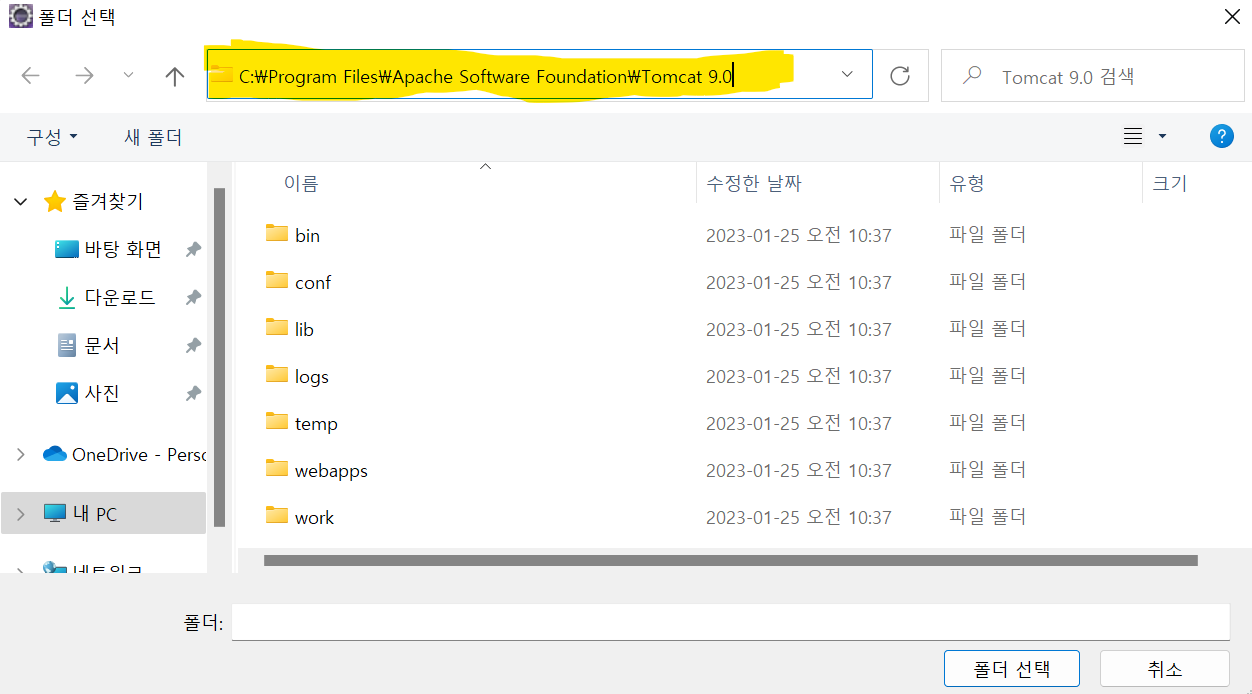 폴더 선택
C:₩Program Files₩Apache Software Foundation₩Tomcat 9.0
Tomcat 9.0 검색
구성
새 폴더
?
이름 수정한 날짜 유형 크기
즐겨찾기
바탕 화면
다운로드
문서
사진
OneDrive - Perso
내 PC
네트워크
bin 2023-01-25 오전 10:37 파일 폴더
conf 2023-01-25 오전 10:37 파일 폴더
lib 2023-01-25 오전 10:37 파일 폴더
logs 2023-01-25 오전 10:37 파일 폴더
temp 2023-01-25 오전 10:37 파일 폴더
webapps 2023-01-25 오전 10:37 파일 폴더
work 2023-01-25 오전 10:37 파일 폴더
폴더:
폴더 선택
취소